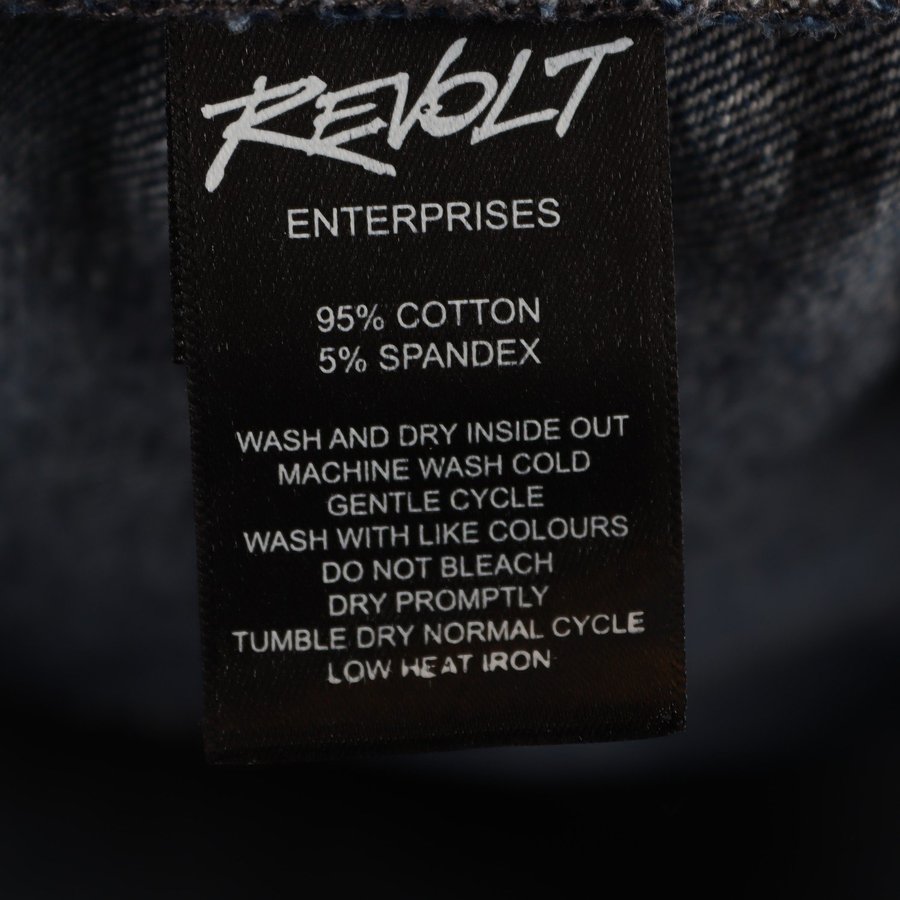 REVOLT
ENTERPRISES
95% COTTON
5% SPANDEX
WASH AND DRY INSIDE OUT
MACHINE WASH COLD
GENTLE CYCLE
WASH WITH LIKE COLOURS
DO NOT BLEACH
DRY PROMPTLY
TUMBLE DRY NORMAL CYCLE
LOW HEAT IRON